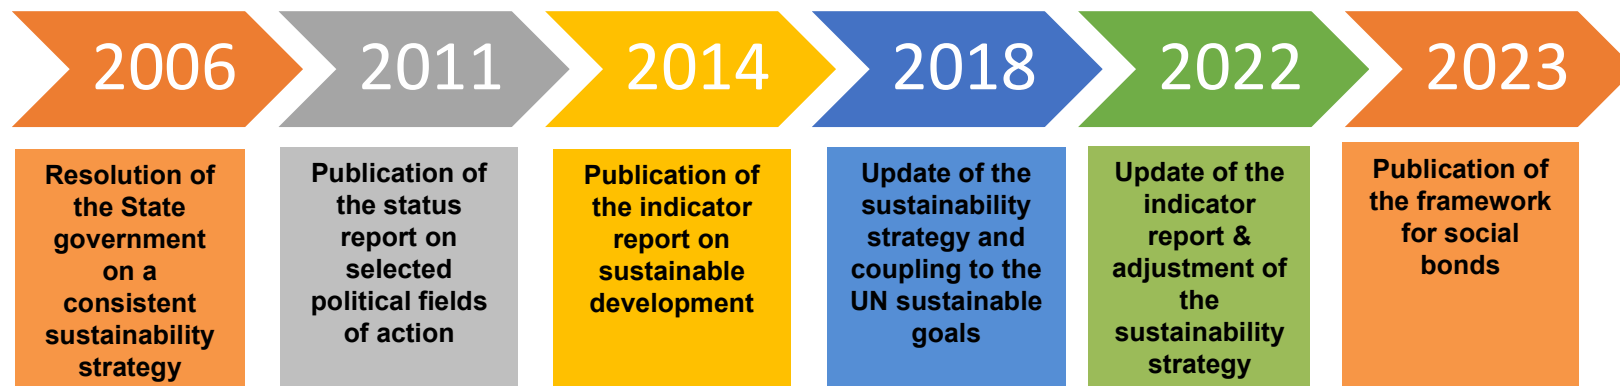 2006
2011
2014
2018
2022
2023
Resolution of
the State
government
on a
consistent
sustainability
strategy
Publication of
the status
report on
selected
political fields
of action
Publication of
the indicator
report on
sustainable
development
Update of the
sustainability
strategy and
coupling to the
UN sustainable
goals
Update of the
indicator
report &
adjustment of
the
sustainability
strategy
Publication of
the framework
for social
bonds